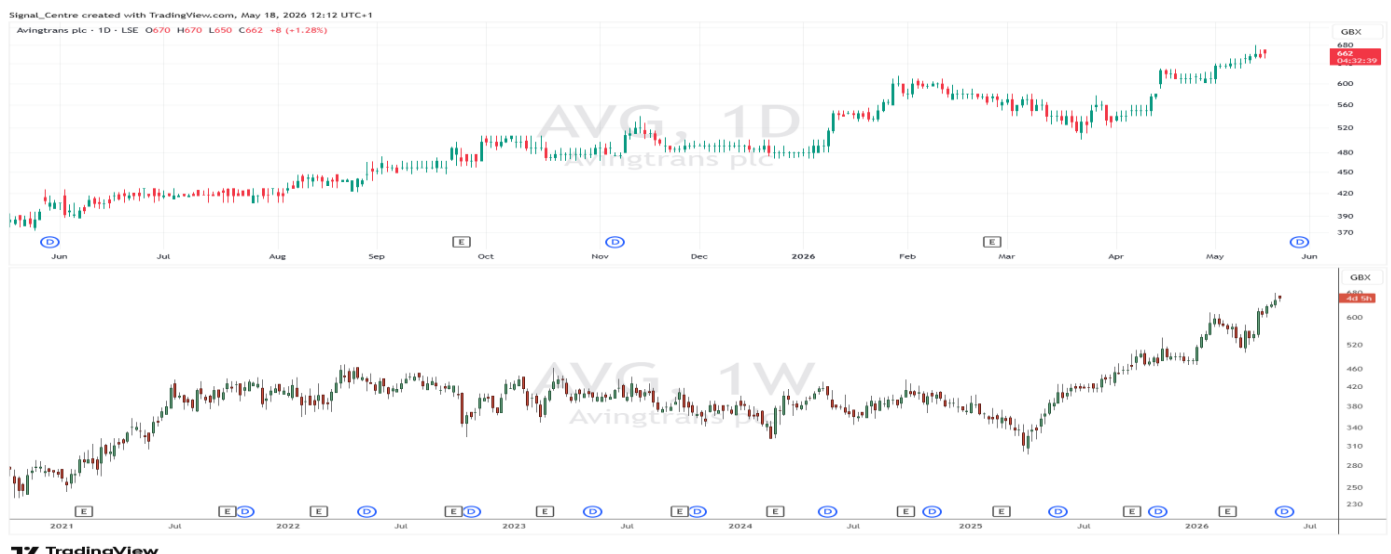 Signal_Centre created with TradingView.com, May 18, 2026 12:12 UTC+1
Avingtrans plc · 1D · LSE O670 H670 L650 C662 +8 (+1.28%)
GBX
680
662
04:32:39
600
560
520
480
450
420
390
370
AVG, 1D
Avingtrans plc
D E D E D
Jun Jul Aug Sep Oct Nov Dec 2026 Feb Mar Apr May Jun
GBX
680
4d 5h
600
520
460
420
380
340
310
280
250
230
AVG, 1W
Avingtrans plc
E E D E D E D E D E D E D E D E D E D E D
2021 Jul 2022 Jul 2023 Jul 2024 Jul 2025 Jul 2026 Jul
TradingView